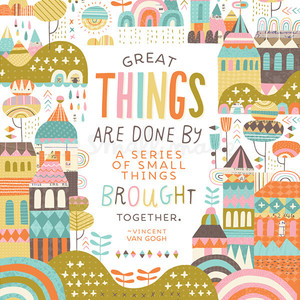 GREAT
THINGS
ARE DONE BY
A SERIES
OF SMALL
THINGS
BROUGHT
TOGETHER.
~VINCENT
VAN GOGH